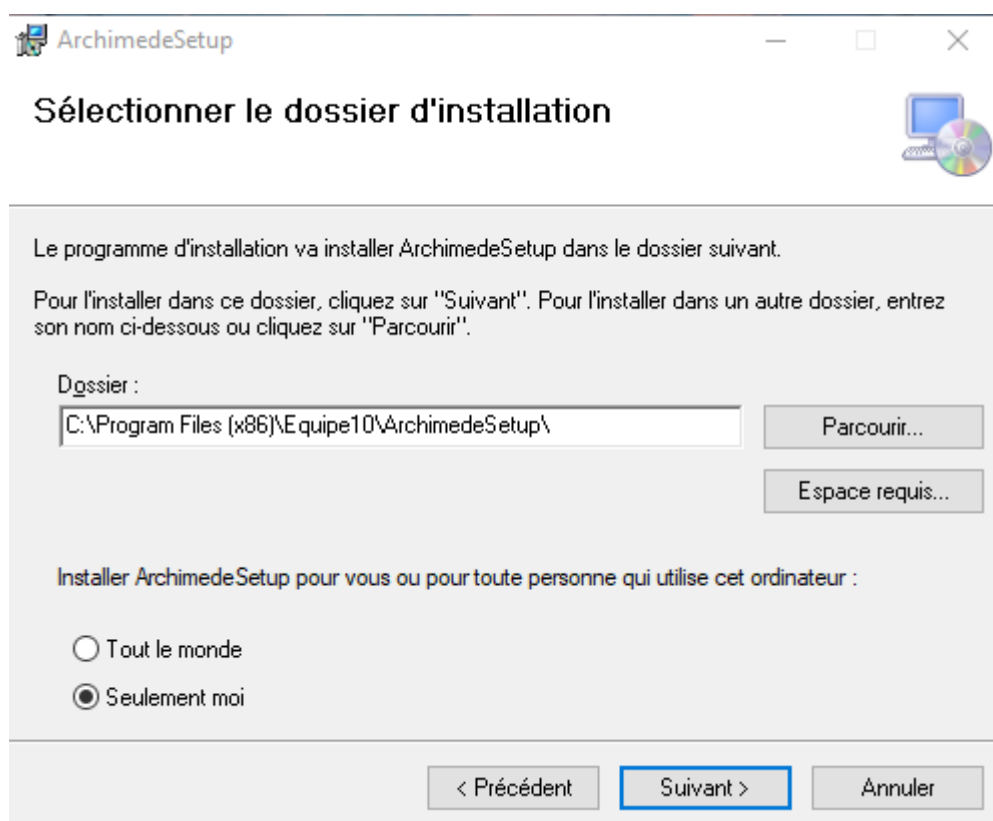 ArchimedeSetup
Sélectionner le dossier d'installation
Le programme d'installation va installer ArchimedeSetup dans le dossier suivant.
Pour l'installer dans ce dossier, cliquez sur "Suivant". Pour l'installer dans un autre dossier, entrez
son nom ci-dessous ou cliquez sur "Parcourir".
Dossier :
C:\Program Files (x86)\Equipe10\ArchimedeSetup\
Parcourir...
Espace requis...
Installer ArchimedeSetup pour vous ou pour toute personne qui utilise cet ordinateur :
Tout le monde
Seulement moi
< Précédent
Suivant >
Annuler